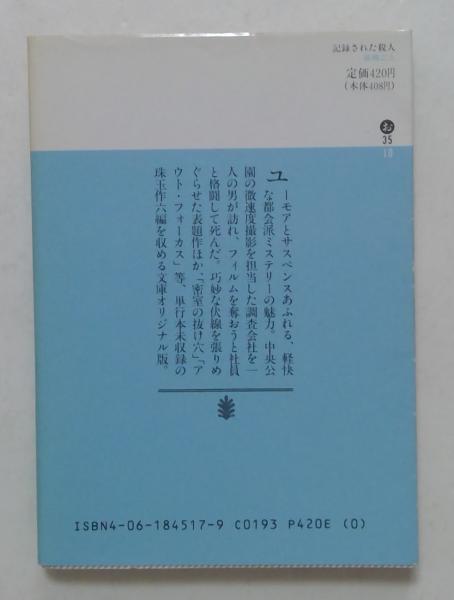 記録された殺人
岡嶋二人
定価420円
(本体408円)
お
35
10
ユーモアとサスペンスあふれる、軽快
な都会派ミステリーの魅力。中央公
園の微速度撮影を担当した調査会社を一
人の男が訪れ、フィルムを奪おうと社員
と格闘して死んだ。巧妙な伏線を張りめ
ぐらせた表題作ほか、「密室の抜け穴」「ア
ウト・フォーカス」等、単行本未収録の
珠玉作六編を収める文庫オリジナル版。
ISBN4-06-184517-9 C0193 P420E (0)